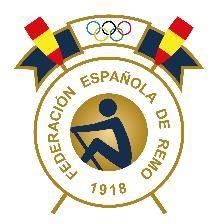 FEDERACIÓN ESPAÑOLA DE REMO
1918